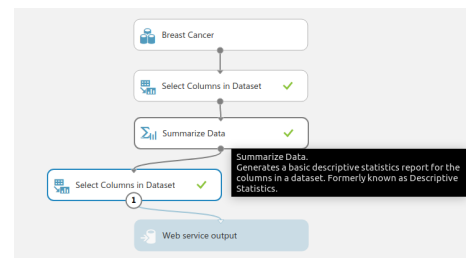 Breast Cancer
Select Columns in Dataset
Summarize Data
Summarize Data.
Generates a basic descriptive statistics report for the
columns in a dataset. Formerly known as Descriptive
Statistics.
Select Columns in Dataset
1
Web service output